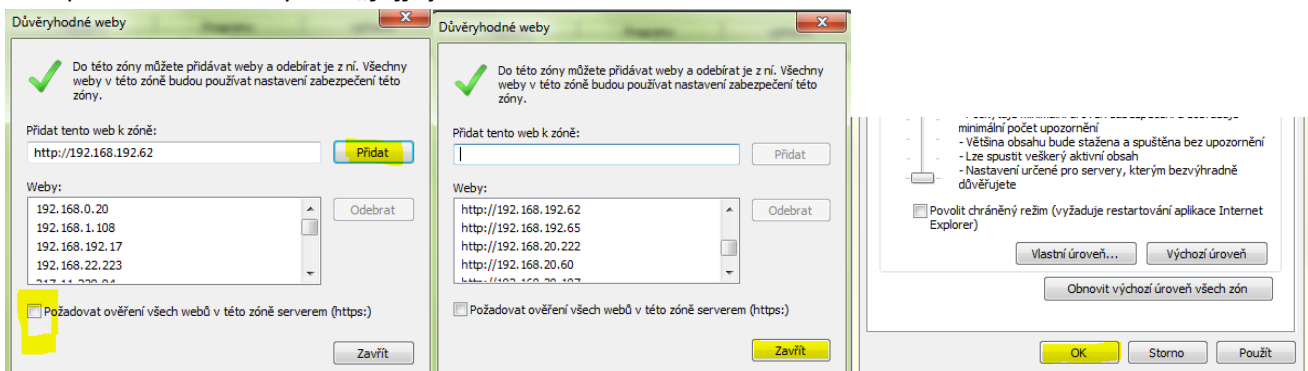 Důvěryhodné weby
Do této zóny můžete přidávat weby a odebírat je z ní. Všechny
weby v této zóně budou používat nastavení zabezpečení této
zóny.
Přidat tento web k zóně:
http://192.168.192.62
Přidat
Weby:
192.168.0.20
192.168.1.108
192.168.192.17
192.168.22.223
Odebrat
Požadovat ověření všech webů v této zóně serverem (https:)
Zavřít
Důvěryhodné weby
Do této zóny můžete přidávat weby a odebírat je z ní. Všechny
weby v této zóně budou používat nastavení zabezpečení této
zóny.
Přidat tento web k zóně:
Přidat
Weby:
http://192.168.192.62
http://192.168.192.65
http://192.168.20.222
http://192.168.20.60
Odebrat
Požadovat ověření všech webů v této zóně serverem (https:)
Zavřít
minimální počet upozornění
- Většina obsahu bude stažena a spuštěna bez upozornění
- Lze spustit veškerý aktivní obsah
- Nastavení určené pro servery, kterým bezvýhradně
důvěřujete
Povolit chráněný režim (vyžaduje restartování aplikace Internet
Explorer)
Vlastní úroveň...
Výchozí úroveň
Obnovit výchozí úroveň všech zón
OK
Storno
Použít